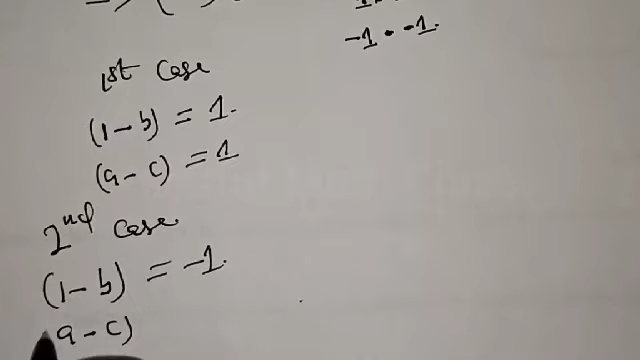 -1 · -1.
1st Case
(1-b) = 1.
(a-c) = 1
2nd Case
(1-b) = -1.
a-c)